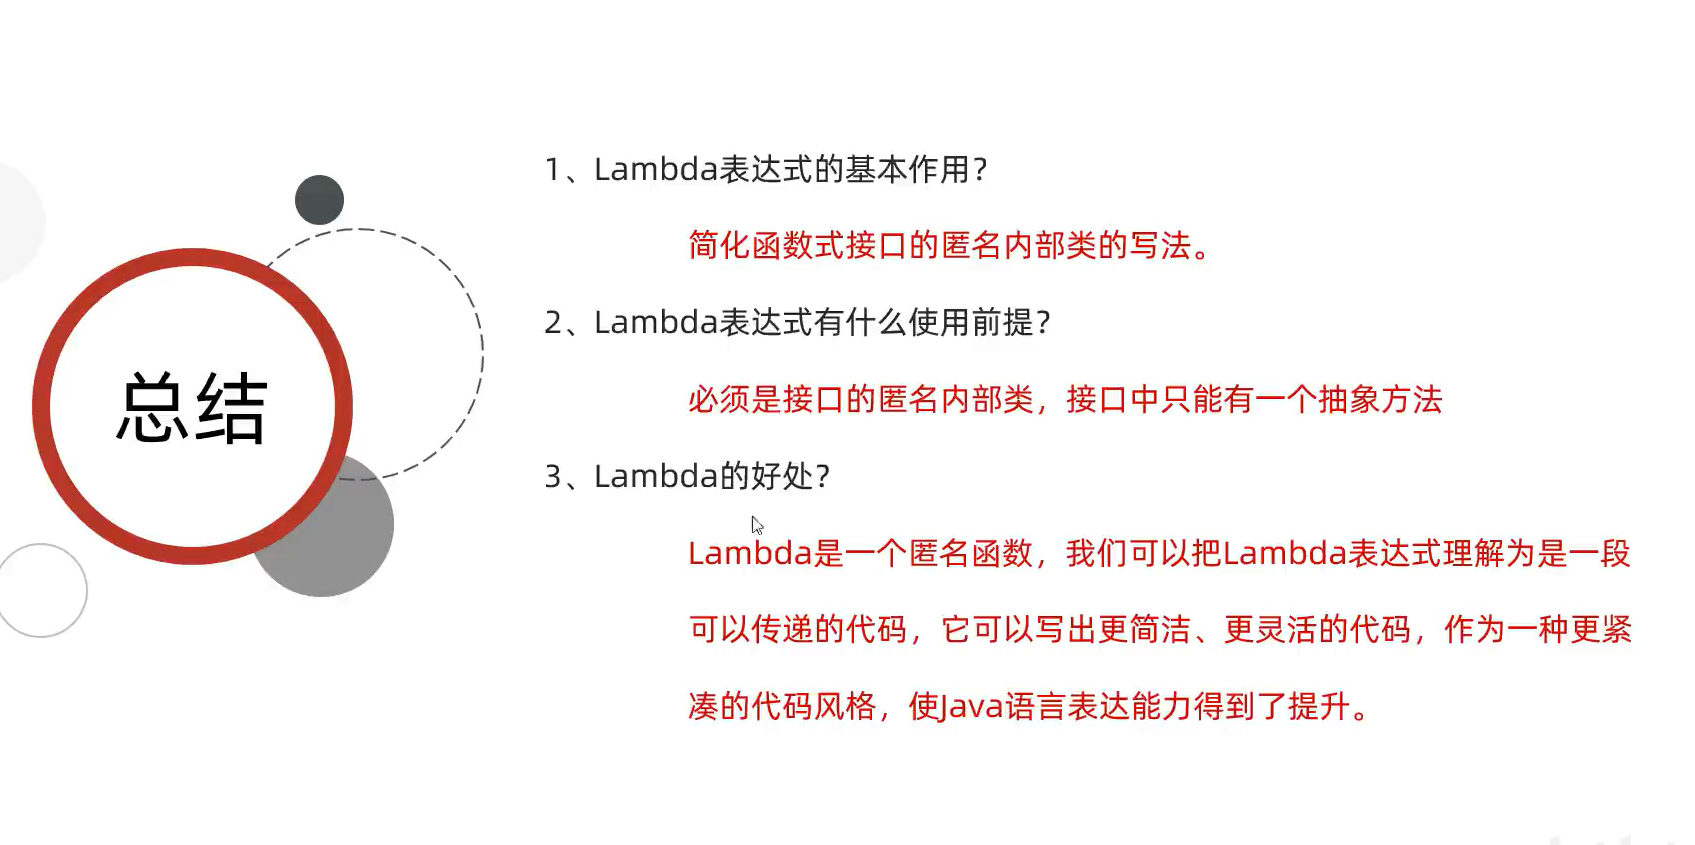 总结
1、Lambda表达式的基本作用？
简化函数式接口的匿名内部类的写法。
2、Lambda表达式有什么使用前提？
必须是接口的匿名内部类，接口中只能有一个抽象方法
3、Lambda的好处？
Lambda是一个匿名函数，我们可以把Lambda表达式理解为是一段
可以传递的代码，它可以写出更简洁、更灵活的代码，作为一种更紧
凑的代码风格，使Java语言表达能力得到了提升。